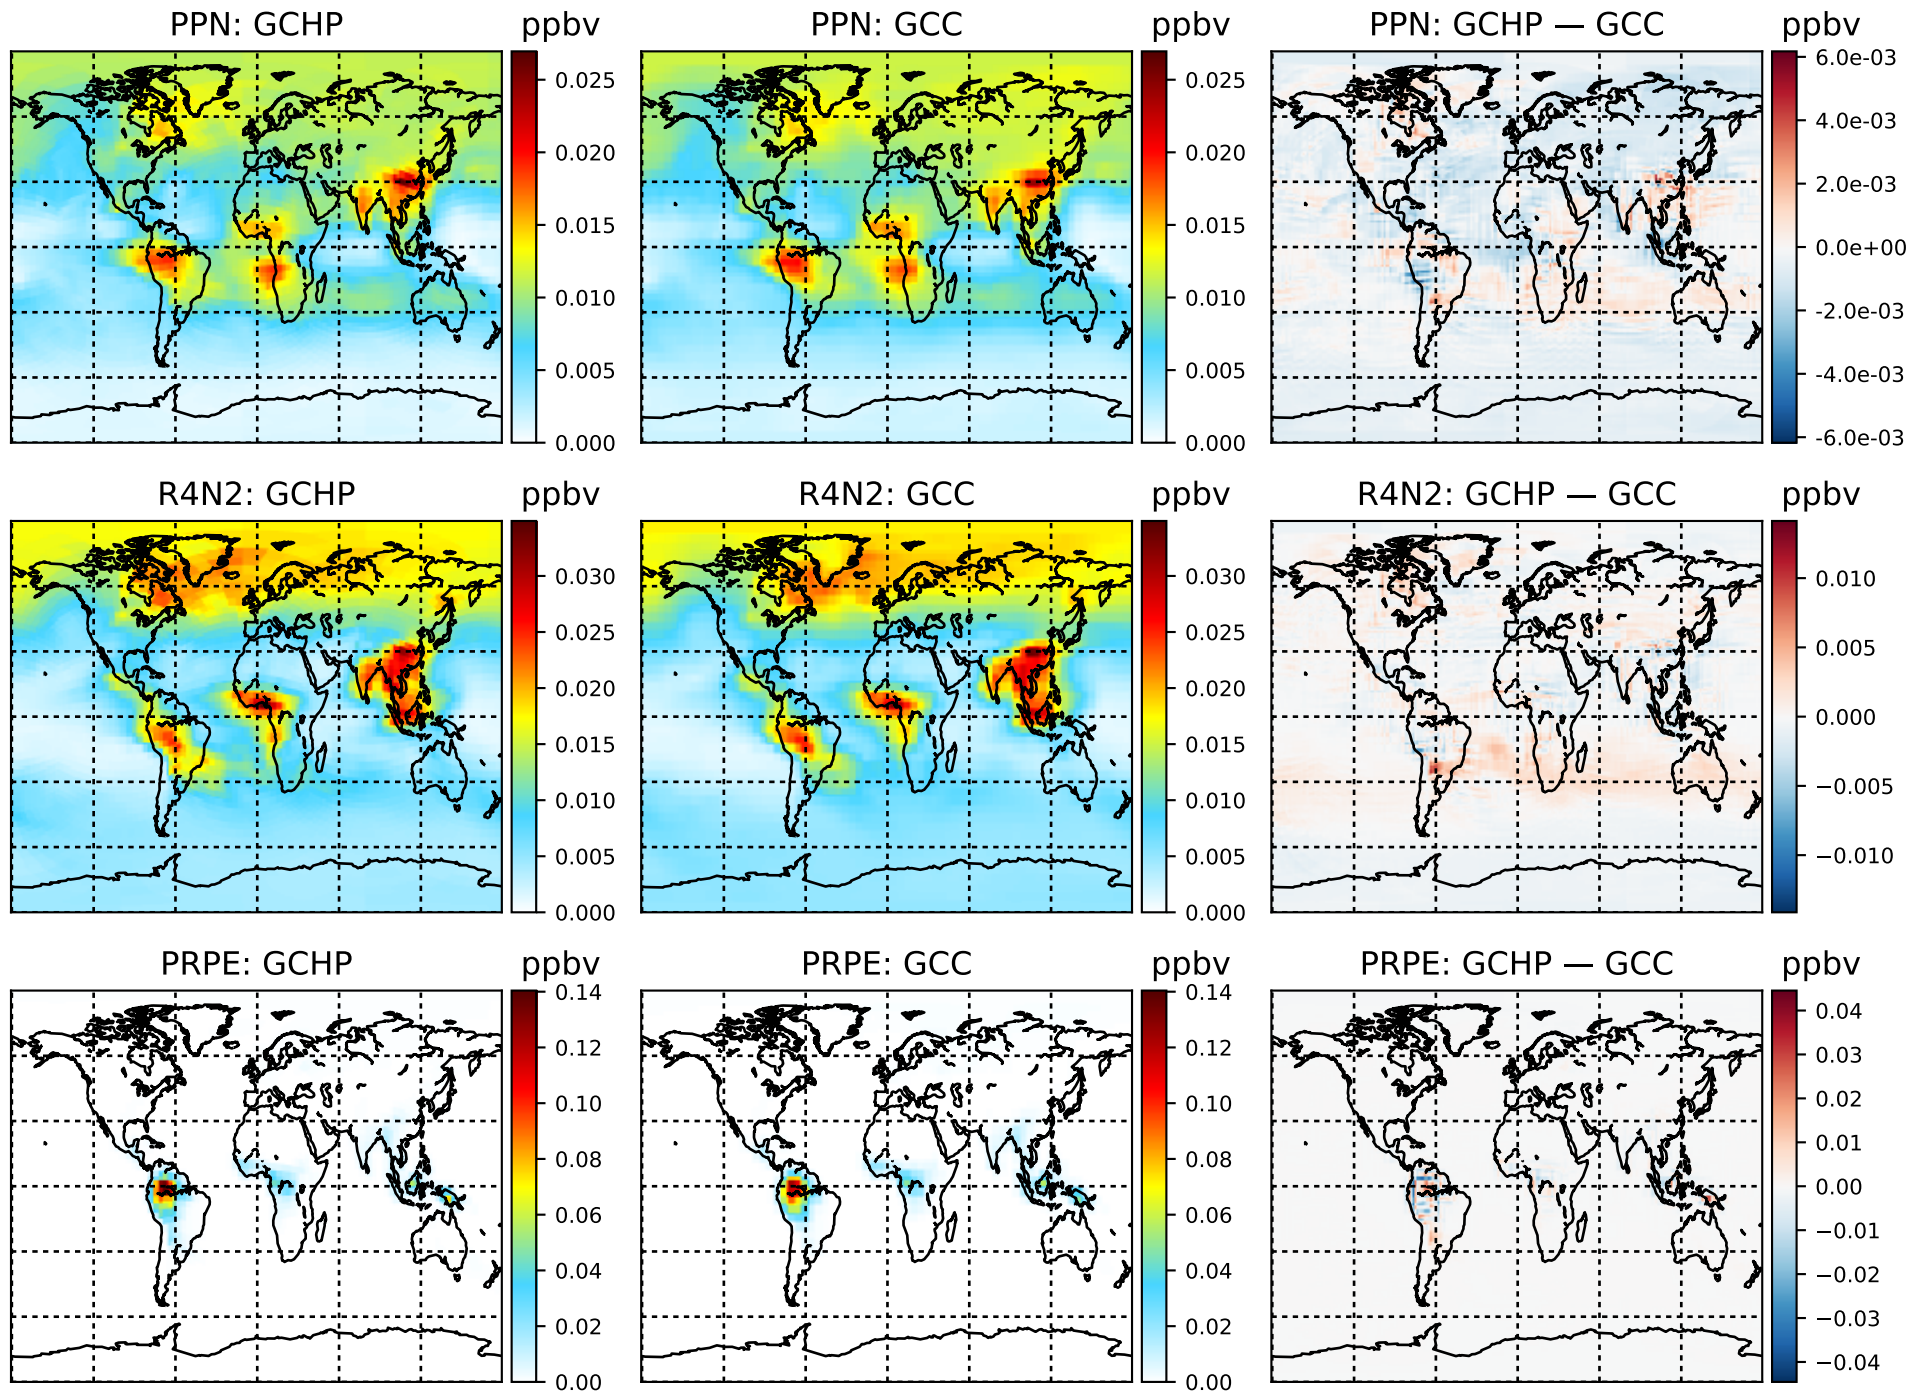 PPN: GCHP ppbv PPN: GCC ppbv PPN: GCHP — GCC ppbv
0.025 0.025 6.0e-03
4.0e-03
0.020 0.020
2.0e-03
0.015 0.015
0.0e+00
0.010 0.010
-2.0e-03
0.005 0.005
-4.0e-03
0.000 0.000 -6.0e-03
R4N2: GCHP ppbv R4N2: GCC ppbv R4N2: GCHP — GCC ppbv
0.030 0.030 0.010
0.025 0.025
0.005
0.020 0.020
0.000
0.015 0.015
0.010 0.010 −0.005
0.005 0.005 −0.010
0.000 0.000
PRPE: GCHP ppbv PRPE: GCC ppbv PRPE: GCHP — GCC ppbv
0.14 0.14 0.04
0.12 0.12 0.03
0.10 0.10 0.02
0.08 0.08 0.01
0.00
0.06 0.06
−0.01
0.04 0.04
−0.02
0.02 0.02 −0.03
−0.04
0.00 0.00